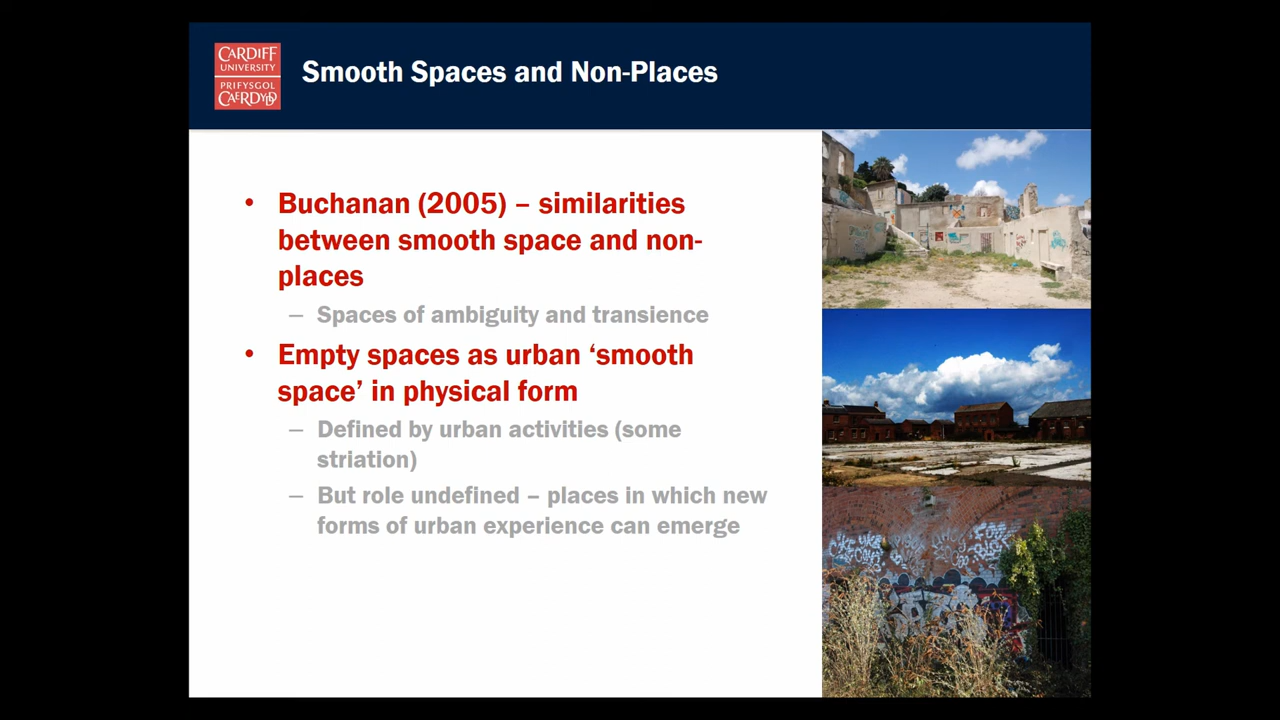 CARDIFF
UNIVERSITY
PRIFYSGOL
CAERDYDD
Smooth Spaces and Non-Places
• Buchanan (2005) – similarities
between smooth space and non-
places
– Spaces of ambiguity and transience
• Empty spaces as urban ‘smooth
space’ in physical form
– Defined by urban activities (some
striation)
– But role undefined – places in which new
forms of urban experience can emerge